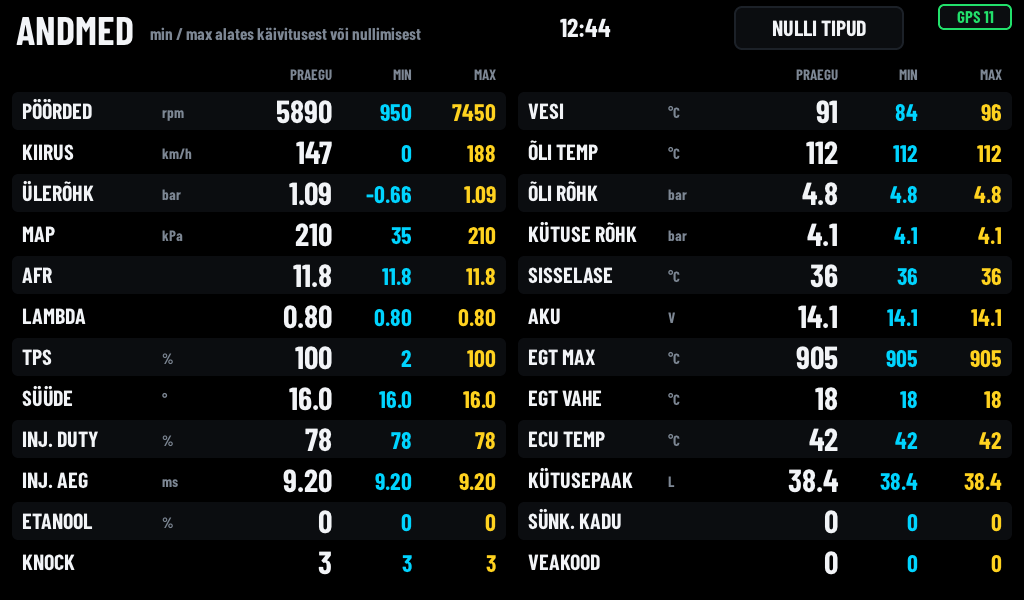 ANDMED min / max alates käivitusest või nullimisest 12:44 NULLI TIPUD GPS 11
PRAEGU MIN MAX PRAEGU MIN MAX
PÖÖRDED rpm 5890 950 7450 VESI °C 91 84 96
KIIRUS km/h 147 0 188 ÕLI TEMP °C 112 112 112
ÜLERÕHK bar 1.09 -0.66 1.09 ÕLI RÕHK bar 4.8 4.8 4.8
MAP kPa 210 35 210 KÜTUSE RÕHK bar 4.1 4.1 4.1
AFR 11.8 11.8 11.8 SISSELASE °C 36 36 36
LAMBDA 0.80 0.80 0.80 AKU V 14.1 14.1 14.1
TPS % 100 2 100 EGT MAX °C 905 905 905
SÜÜDE ° 16.0 16.0 16.0 EGT VAHE °C 18 18 18
INJ. DUTY % 78 78 78 ECU TEMP °C 42 42 42
INJ. AEG ms 9.20 9.20 9.20 KÜTUSEPAAK L 38.4 38.4 38.4
ETANOOL % 0 0 0 SÜNK. KADU 0 0 0
KNOCK 3 3 3 VEAKOOD 0 0 0